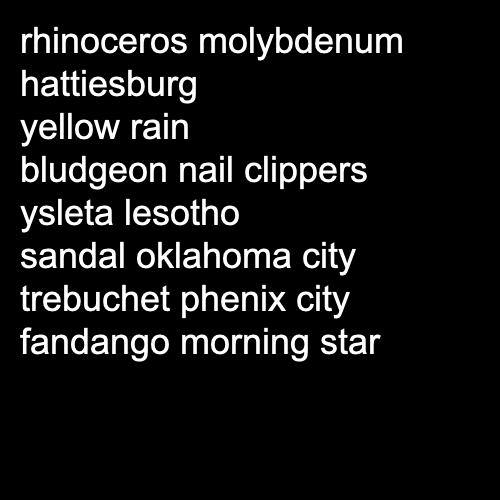 rhinoceros molybdenum
hattiesburg
yellow rain
bludgeon nail clippers
ysleta lesotho
sandal oklahoma city
trebuchet phenix city
fandango morning star